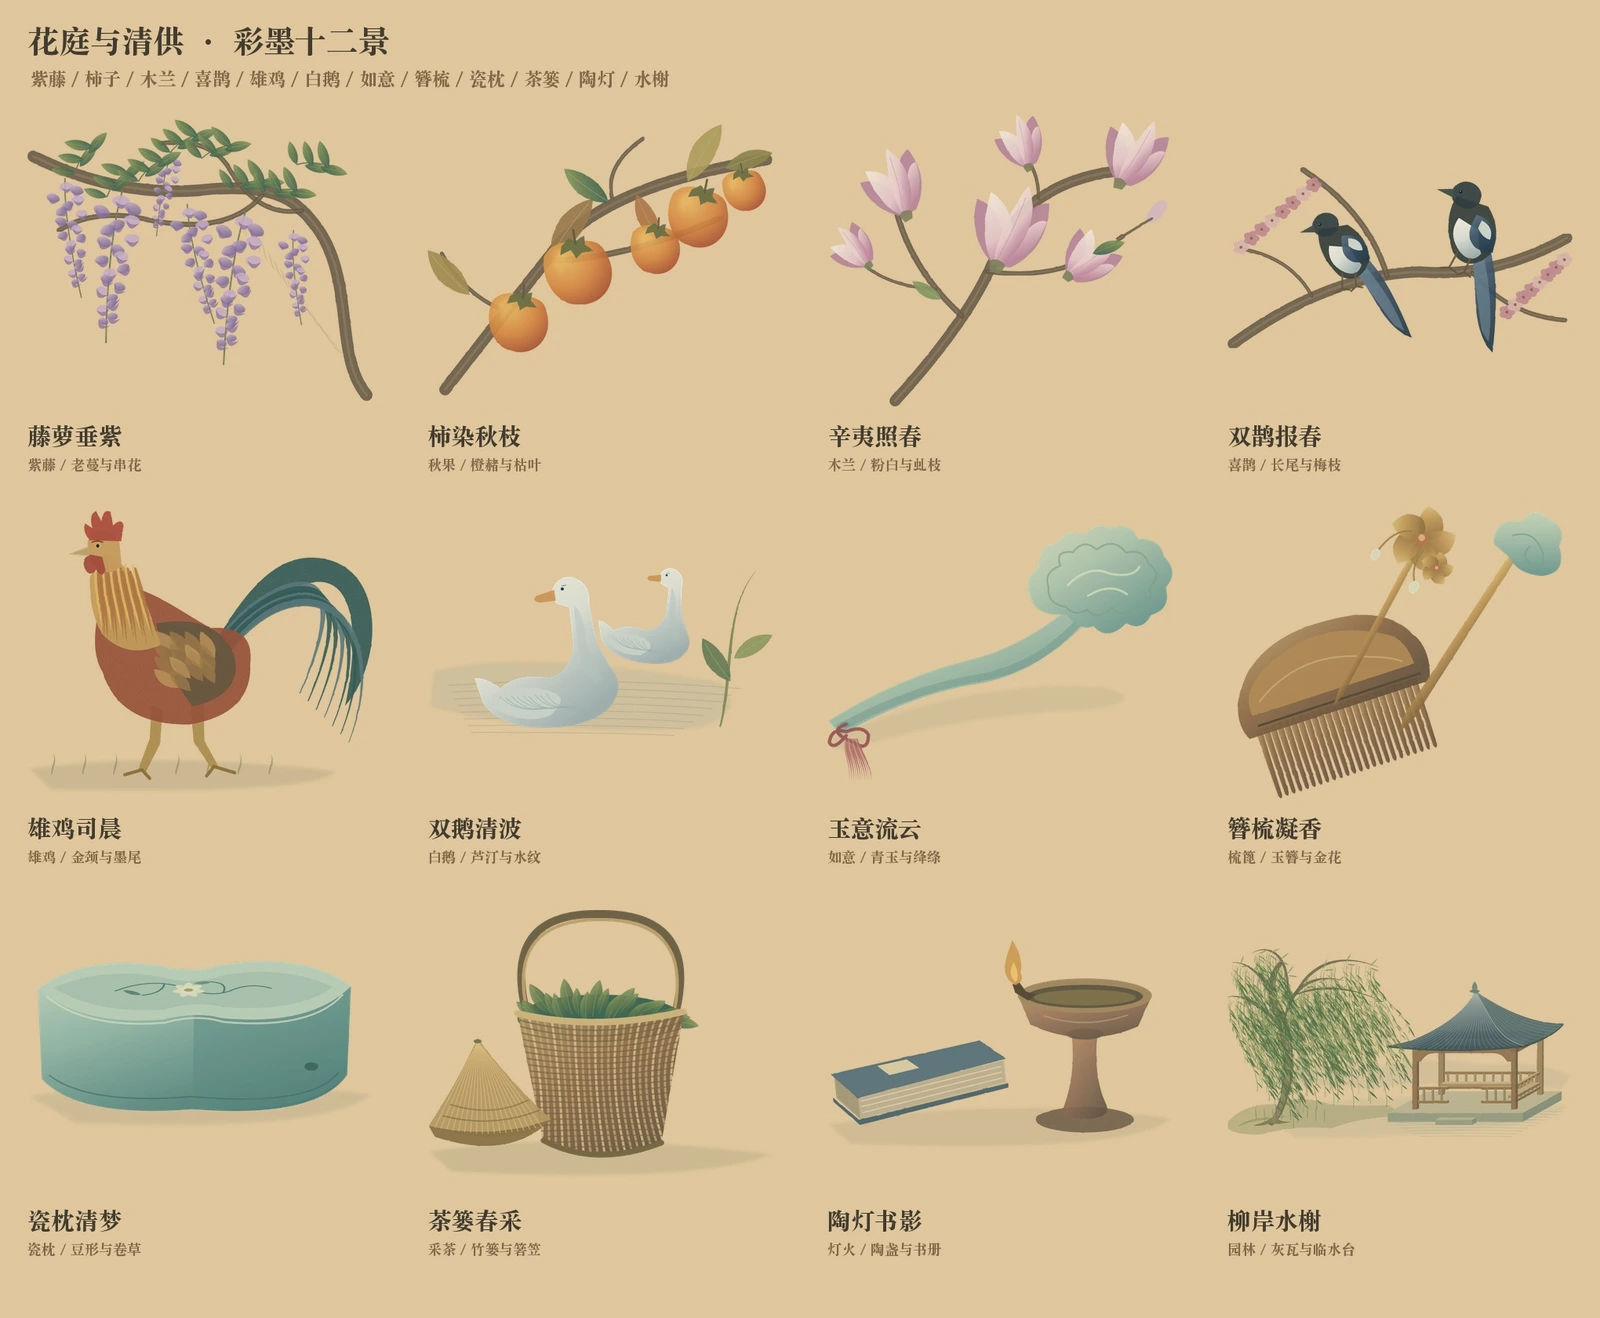 花庭与清供 · 彩墨十二景
紫藤 / 柿子 / 木兰 / 喜鹊 / 雄鸡 / 白鹅 / 如意 / 簪梳 / 瓷枕 / 茶篓 / 陶灯 / 水榭
藤萝垂紫
紫藤 / 老蔓与串花
柿染秋枝
秋果 / 橙赭与枯叶
辛夷照春
木兰 / 粉白与虬枝
双鹊报春
喜鹊 / 长尾与梅枝
雄鸡司晨
雄鸡 / 金颈与墨尾
双鹅清波
白鹅 / 芦汀与水纹
玉意流云
如意 / 青玉与绛绦
簪梳凝香
梳篦 / 玉簪与金花
瓷枕清梦
瓷枕 / 豆形与卷草
茶篓春采
采茶 / 竹篓与箬笠
陶灯书影
灯火 / 陶盏与书册
柳岸水榭
园林 / 灰瓦与临水台